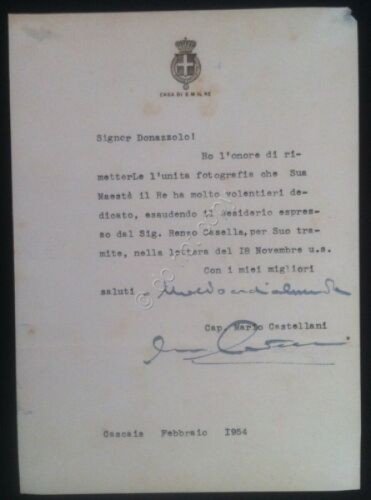 CASA DI S M IL RE
Signor Donazzolo!
Ho l'onore di ri-
metterLe l'unita fotografia che Sua
Maestà il Re ha molto volentieri de-
dicato, esaudendo il desiderio espres-
so dal Sig. Renzo Casella, per Suo tra-
mite, nella lettera del I8 Novembre u.s.
Con i miei migliori
saluti
Cap. Mario Castellani
Cascais Febbraio I954